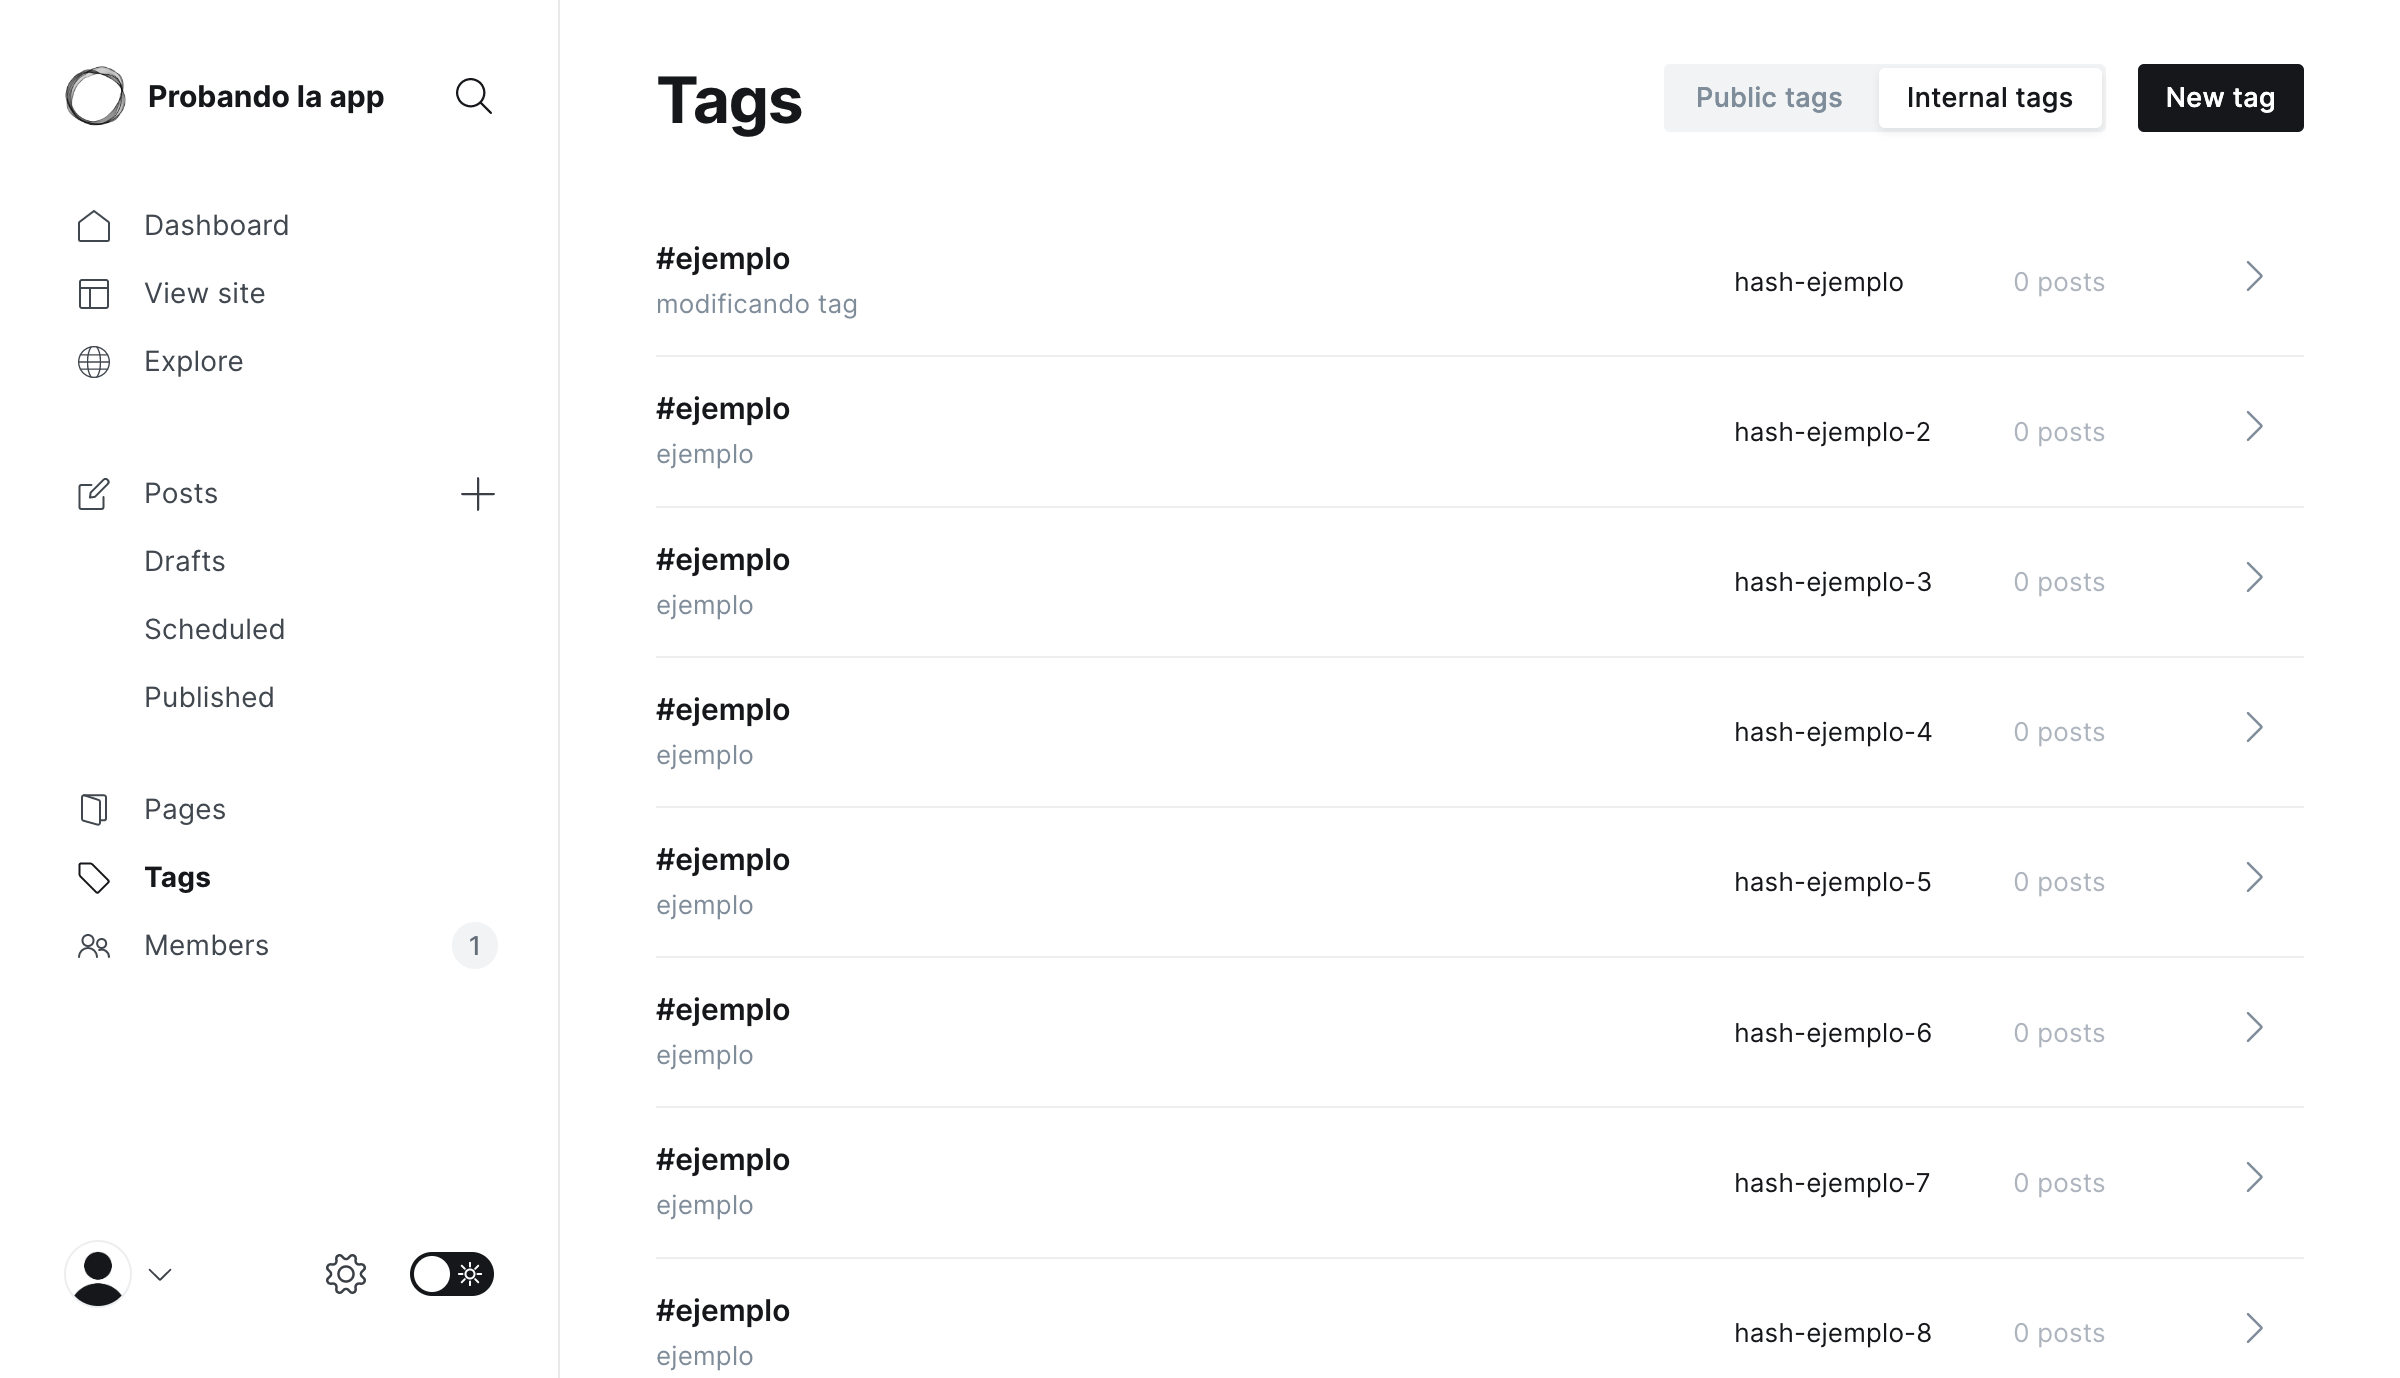 Probando la app
Dashboard
View site
Explore
Posts
Drafts
Scheduled
Published
Pages
Tags
Members 1
Tags
Public tags Internal tags New tag
#ejemplo
modificando tag
hash-ejemplo 0 posts
#ejemplo
ejemplo
hash-ejemplo-2 0 posts
#ejemplo
ejemplo
hash-ejemplo-3 0 posts
#ejemplo
ejemplo
hash-ejemplo-4 0 posts
#ejemplo
ejemplo
hash-ejemplo-5 0 posts
#ejemplo
ejemplo
hash-ejemplo-6 0 posts
#ejemplo
ejemplo
hash-ejemplo-7 0 posts
#ejemplo
ejemplo
hash-ejemplo-8 0 posts